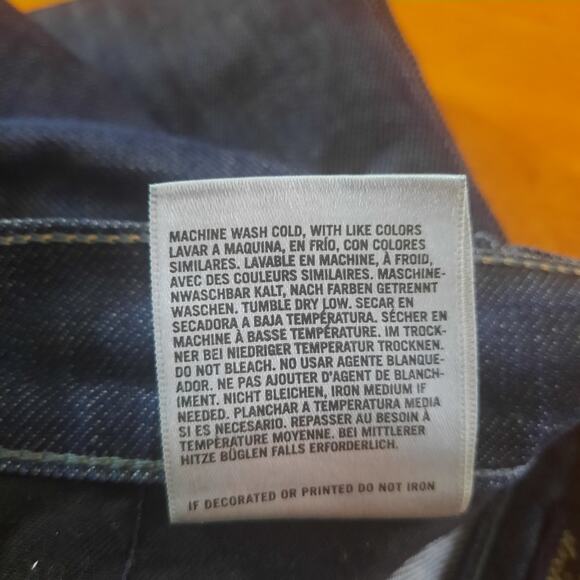 MACHINE WASH COLD, WITH LIKE COLORS
LAVAR A MAQUINA, EN FRÍO, CON COLORES
SIMILARES. LAVABLE EN MACHINE, À FROID,
AVEC DES COULEURS SIMILAIRES. MASCHINE-
NWASCHBAR KALT, NACH FARBEN GETRENNT
WASCHEN. TUMBLE DRY LOW. SECAR EN
SECADORA A BAJA TEMPÉRATURA. SÉCHER EN
MACHINE À BASSE TEMPÉRATURE. IM TROCK-
NER BEI NIEDRIGER TEMPERATUR TROCKNEN.
DO NOT BLEACH. NO USAR AGENTE BLANQUE-
ADOR. NE PAS AJOUTER D'AGENT DE BLANCH-
IMENT. NICHT BLEICHEN, IRON MEDIUM IF
NEEDED. PLANCHAR A TEMPERATURA MEDIA
SI ES NECESARIO. REPASSER AU BESOIN À
TEMPÉRATURE MOYENNE. BEI MITTLERER
HITZE BÜGLEN FALLS ERFORDERLICH.
IF DECORATED OR PRINTED DO NOT IRON